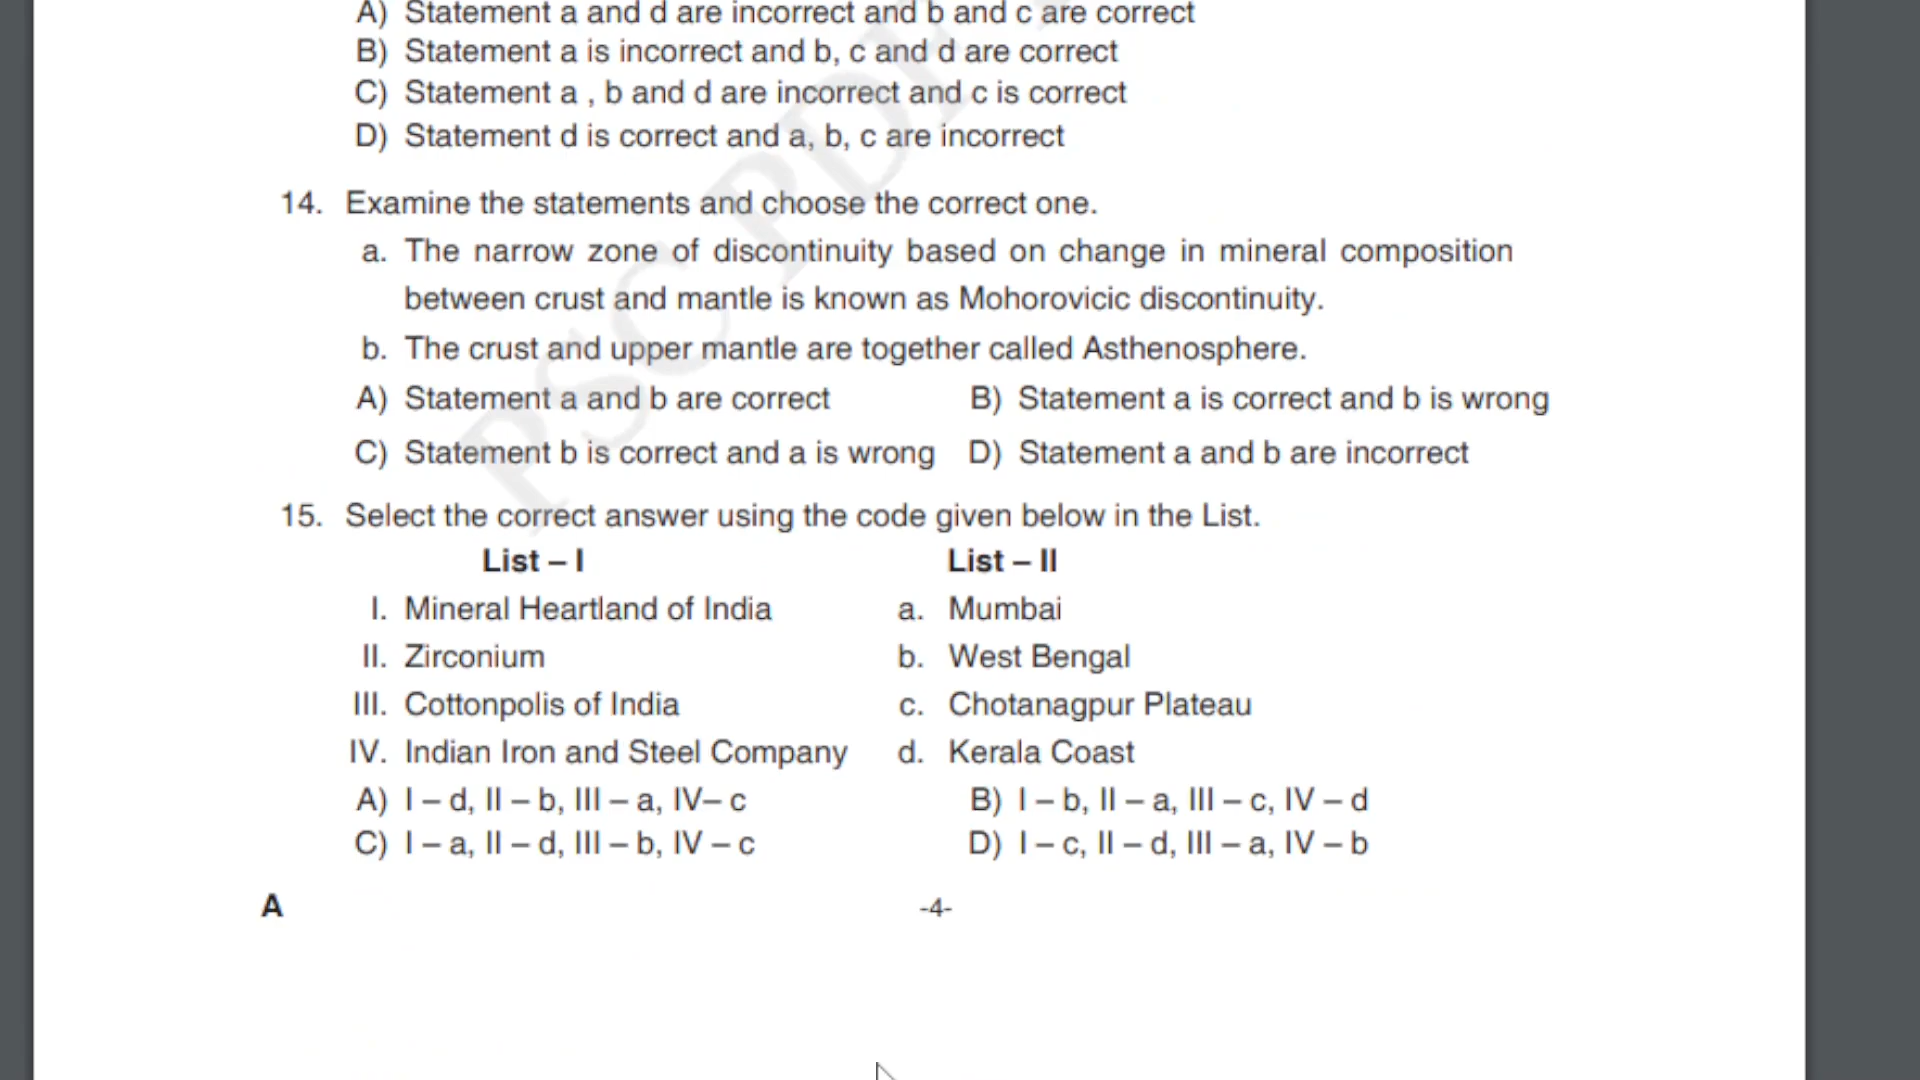 A) Statement a and d are incorrect and b and c are correct
B) Statement a is incorrect and b, c and d are correct
C) Statement a , b and d are incorrect and c is correct
D) Statement d is correct and a, b, c are incorrect
14. Examine the statements and choose the correct one.
a. The narrow zone of discontinuity based on change in mineral composition
between crust and mantle is known as Mohorovicic discontinuity.
b. The crust and upper mantle are together called Asthenosphere.
A) Statement a and b are correct B) Statement a is correct and b is wrong
C) Statement b is correct and a is wrong D) Statement a and b are incorrect
15. Select the correct answer using the code given below in the List.
List – I List – II
I. Mineral Heartland of India a. Mumbai
II. Zirconium b. West Bengal
III. Cottonpolis of India c. Chotanagpur Plateau
IV. Indian Iron and Steel Company d. Kerala Coast
A) I – d, II – b, III – a, IV– c B) I – b, II – a, III – c, IV – d
C) I – a, II – d, III – b, IV – c D) I – c, II – d, III – a, IV – b
A -4-
PSC PDF